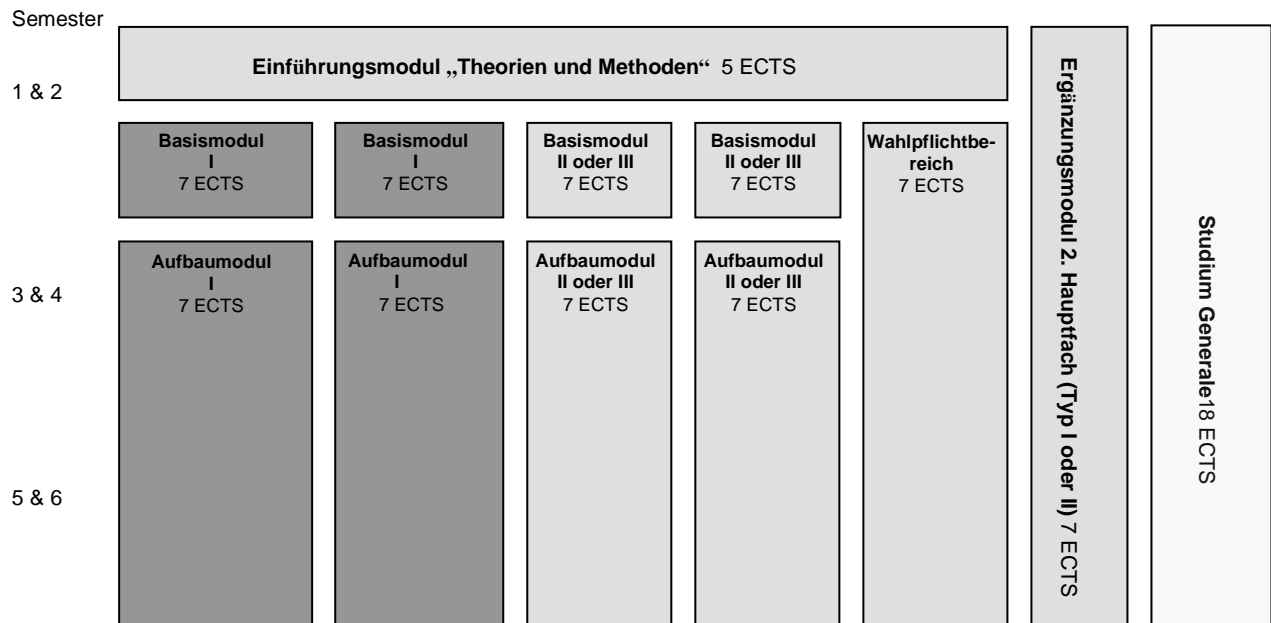 Semester
Einführungsmodul „Theorien und Methoden“ 5 ECTS
1 & 2
Basismodul
I
7 ECTS
Basismodul
I
7 ECTS
Basismodul
II oder III
7 ECTS
Basismodul
II oder III
7 ECTS
Wahlpflichtbe-
reich
7 ECTS
3 & 4
Aufbaumodul
I
7 ECTS
Aufbaumodul
I
7 ECTS
Aufbaumodul
II oder III
7 ECTS
Aufbaumodul
II oder III
7 ECTS
5 & 6
Ergänzungsmodul 2. Hauptfach (Typ I oder II) 7 ECTS
Studium Generale18 ECTS